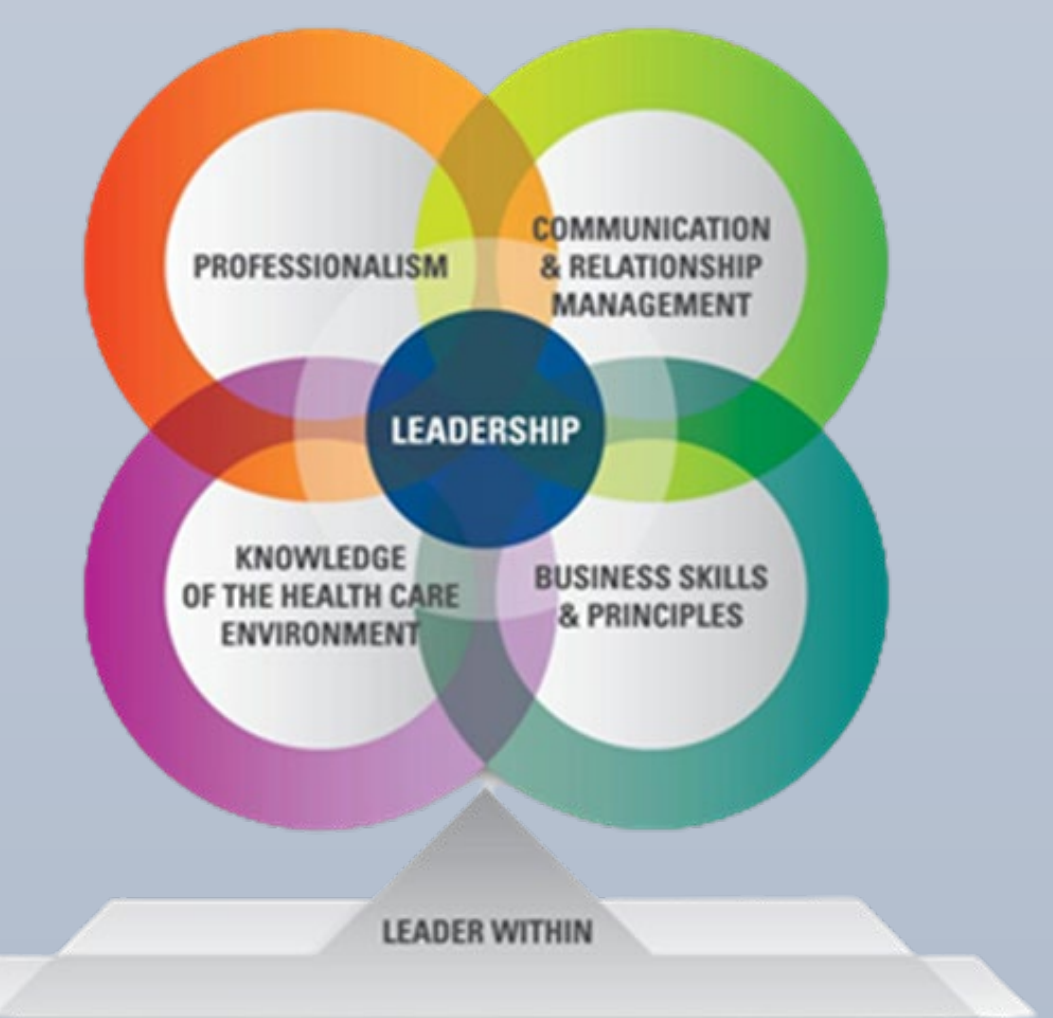 PROFESSIONALISM
COMMUNICATION
& RELATIONSHIP
MANAGEMENT
LEADERSHIP
KNOWLEDGE
OF THE HEALTH CARE
ENVIRONMENT
BUSINESS SKILLS
& PRINCIPLES
LEADER WITHIN